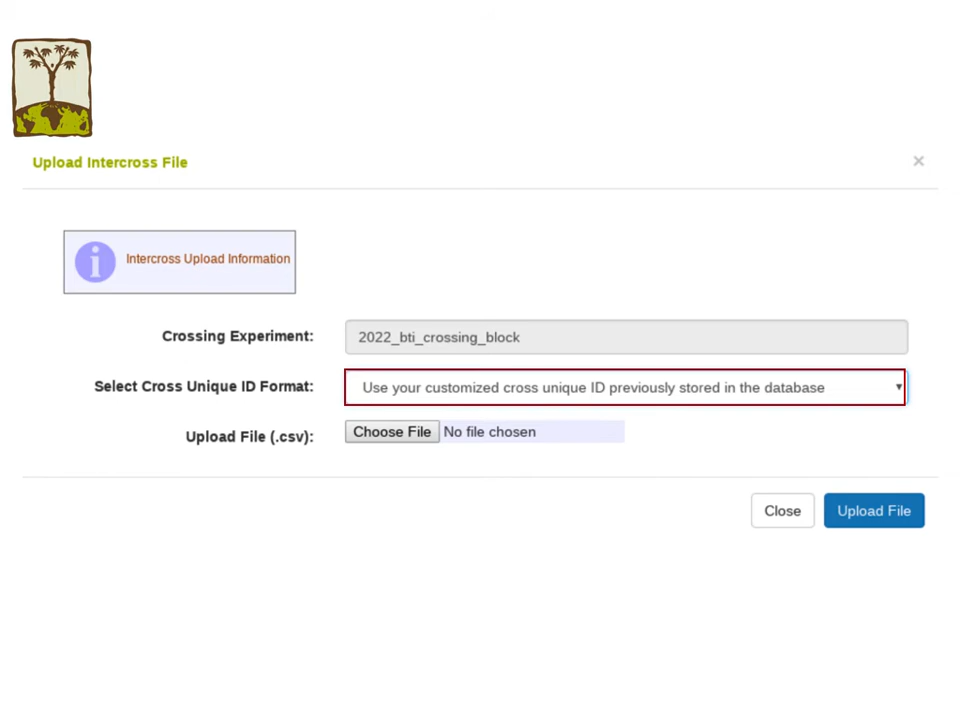 Upload Intercross File ×
i Intercross Upload Information
Crossing Experiment: 2022_bti_crossing_block
Select Cross Unique ID Format: Use your customized cross unique ID previously stored in the database
Upload File (.csv): Choose File No file chosen
Close Upload File